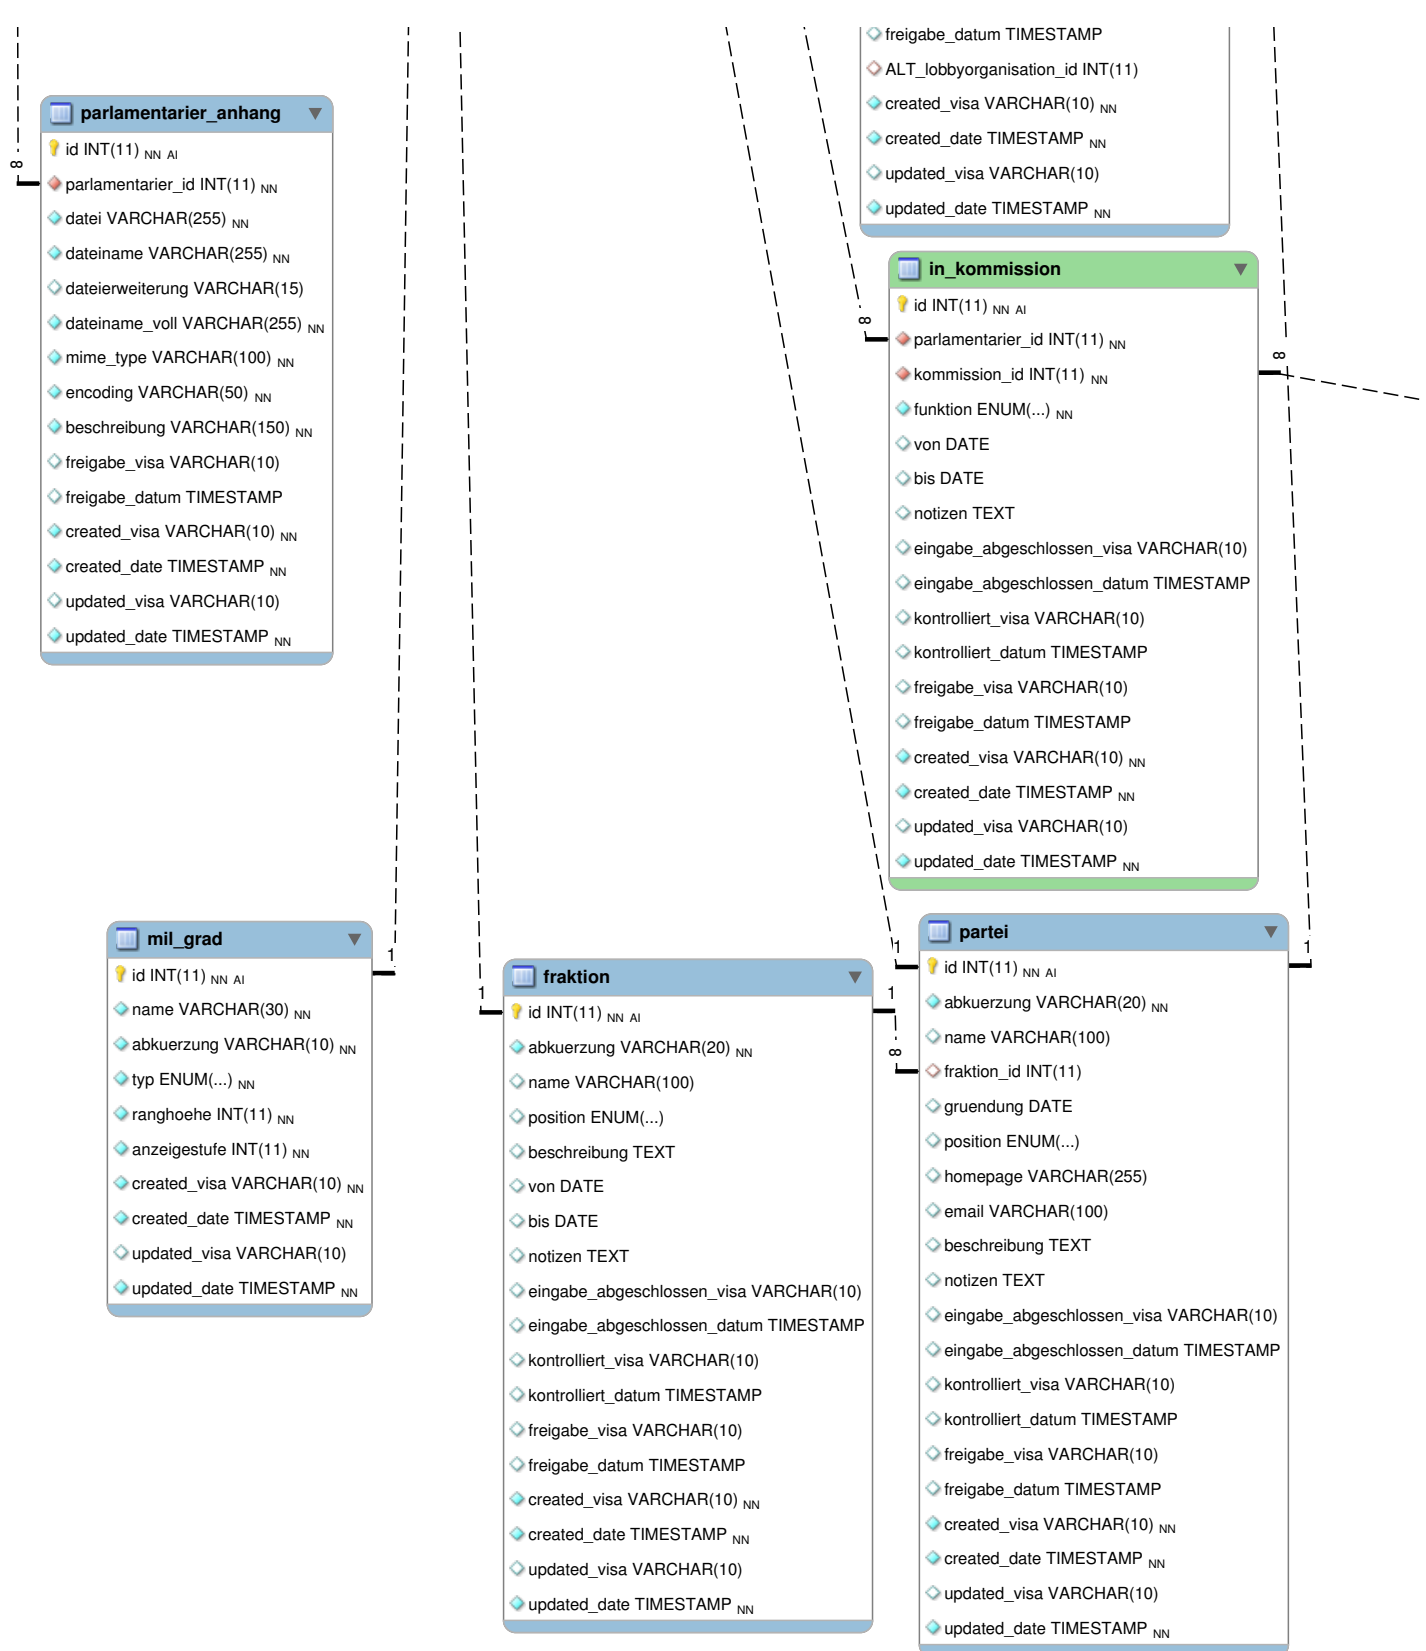 freigabe_datum TIMESTAMP
ALT_lobbyorganisation_id INT(11)
created_visa VARCHAR(10) NN
created_date TIMESTAMP NN
updated_visa VARCHAR(10)
updated_date TIMESTAMP NN
parlamentarier_anhang
id INT(11) NN AI
parlamentarier_id INT(11) NN
datei VARCHAR(255) NN
dateiname VARCHAR(255) NN
dateierweiterung VARCHAR(15)
dateiname_voll VARCHAR(255) NN
mime_type VARCHAR(100) NN
encoding VARCHAR(50) NN
beschreibung VARCHAR(150) NN
freigabe_visa VARCHAR(10)
freigabe_datum TIMESTAMP
created_visa VARCHAR(10) NN
created_date TIMESTAMP NN
updated_visa VARCHAR(10)
updated_date TIMESTAMP NN
8
in_kommission
id INT(11) NN AI
parlamentarier_id INT(11) NN
kommission_id INT(11) NN
funktion ENUM(...) NN
von DATE
bis DATE
notizen TEXT
eingabe_abgeschlossen_visa VARCHAR(10)
eingabe_abgeschlossen_datum TIMESTAMP
kontrolliert_visa VARCHAR(10)
kontrolliert_datum TIMESTAMP
freigabe_visa VARCHAR(10)
freigabe_datum TIMESTAMP
created_visa VARCHAR(10) NN
created_date TIMESTAMP NN
updated_visa VARCHAR(10)
updated_date TIMESTAMP NN
8
8
mil_grad
id INT(11) NN AI
name VARCHAR(30) NN
abkuerzung VARCHAR(10) NN
typ ENUM(...) NN
ranghoehe INT(11) NN
anzeigestufe INT(11) NN
created_visa VARCHAR(10) NN
created_date TIMESTAMP NN
updated_visa VARCHAR(10)
updated_date TIMESTAMP NN
1
fraktion
id INT(11) NN AI
abkuerzung VARCHAR(20) NN
name VARCHAR(100)
position ENUM(...)
beschreibung TEXT
von DATE
bis DATE
notizen TEXT
eingabe_abgeschlossen_visa VARCHAR(10)
eingabe_abgeschlossen_datum TIMESTAMP
kontrolliert_visa VARCHAR(10)
kontrolliert_datum TIMESTAMP
freigabe_visa VARCHAR(10)
freigabe_datum TIMESTAMP
created_visa VARCHAR(10) NN
created_date TIMESTAMP NN
updated_visa VARCHAR(10)
updated_date TIMESTAMP NN
1
1
partei
id INT(11) NN AI
abkuerzung VARCHAR(20) NN
name VARCHAR(100)
fraktion_id INT(11)
gruendung DATE
position ENUM(...)
homepage VARCHAR(255)
email VARCHAR(100)
beschreibung TEXT
notizen TEXT
eingabe_abgeschlossen_visa VARCHAR(10)
eingabe_abgeschlossen_datum TIMESTAMP
kontrolliert_visa VARCHAR(10)
kontrolliert_datum TIMESTAMP
freigabe_visa VARCHAR(10)
freigabe_datum TIMESTAMP
created_visa VARCHAR(10) NN
created_date TIMESTAMP NN
updated_visa VARCHAR(10)
updated_date TIMESTAMP NN
1
8
1